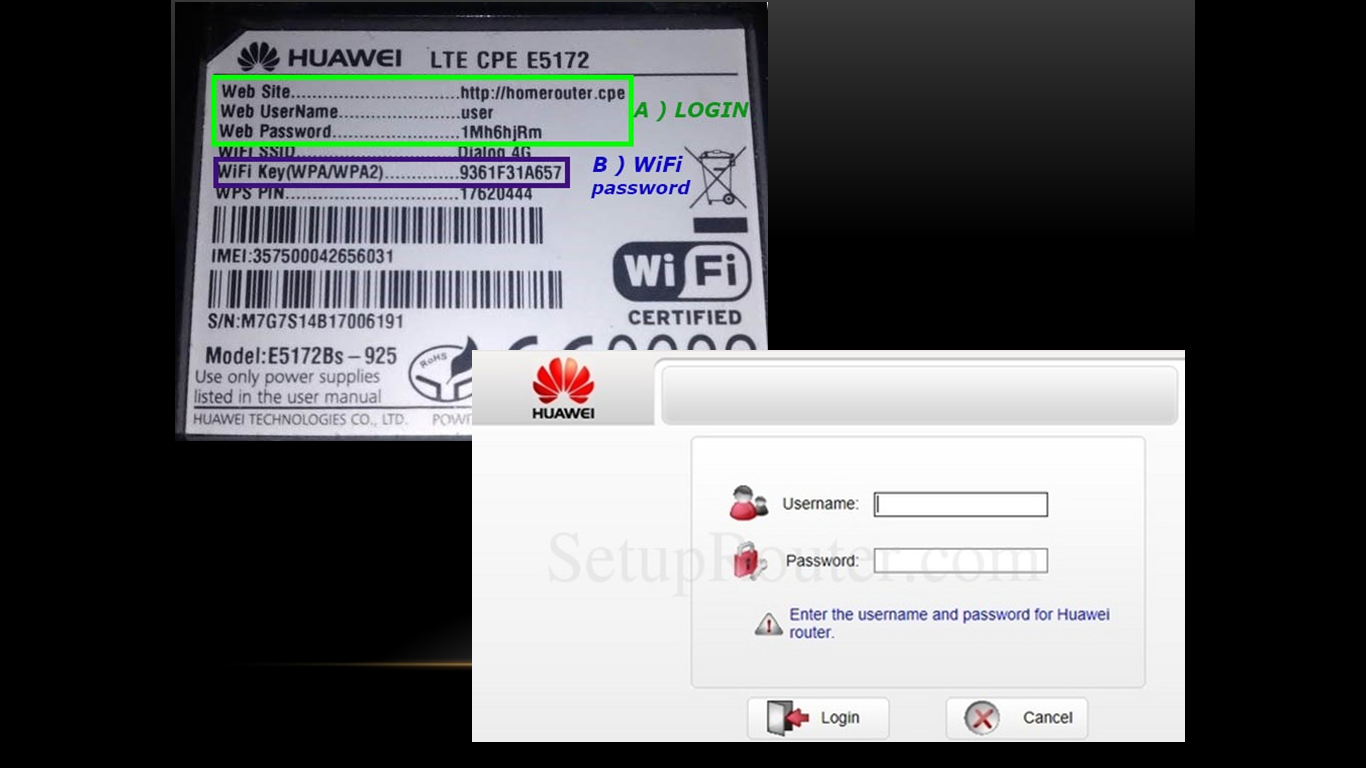 HUAWEI LTE CPE E5172
Web Site..............................http://homerouter.cpe
Web UserName......................user
Web Password.......................1Mh6hjRm
A ) LOGIN
WiFi SSID..............................Dialog 4G
WiFi Key(WPA/WPA2)..............9361F31A657
B ) WiFi
password
WPS PIN................................17620444
IMEI:357500042656031
WiFi
CERTIFIED
S/N:M7G7S14B17006191
Model:E5172Bs-925
RoHS
Use only power supplies
listed in the user manual
HUAWEI TECHNOLOGIES CO., LTD.
HUAWEI
Username:
SetupRouter.com
Password:
Enter the username and password for Huawei
router.
Login
Cancel